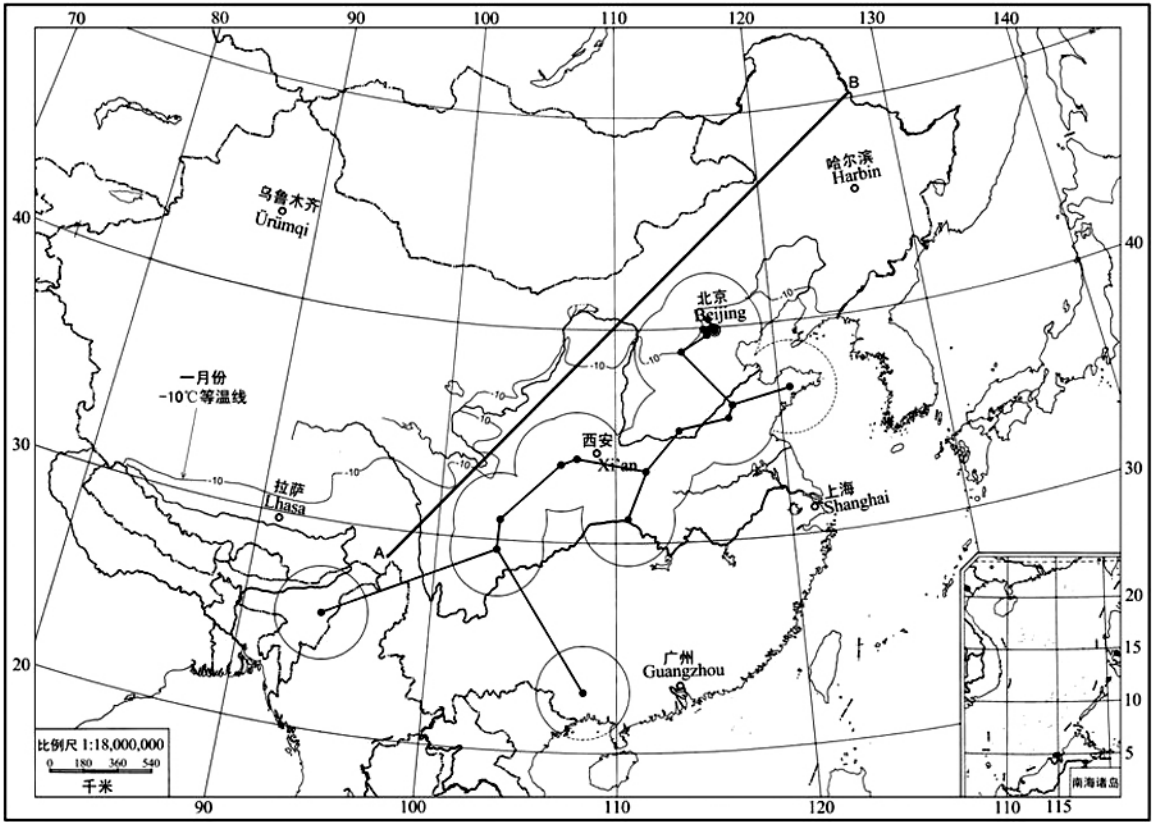 70 80 90 100 110 120 130 140
B
哈尔滨
Harbin
乌鲁木齐
Ürümqi
40
40
北京
Beijing
-10
-10
-10
一月份
-10℃等温线
-10
-10
西安
Xi'an
30
-10
-10
-10
30
拉萨
Lhasa
上海
Shanghai
A
20
20
15
广州
Guangzhou
10
比例尺 1:18,000,000
0 180 360 540
千米
5
南海诸岛
90 100 110 120 110 115